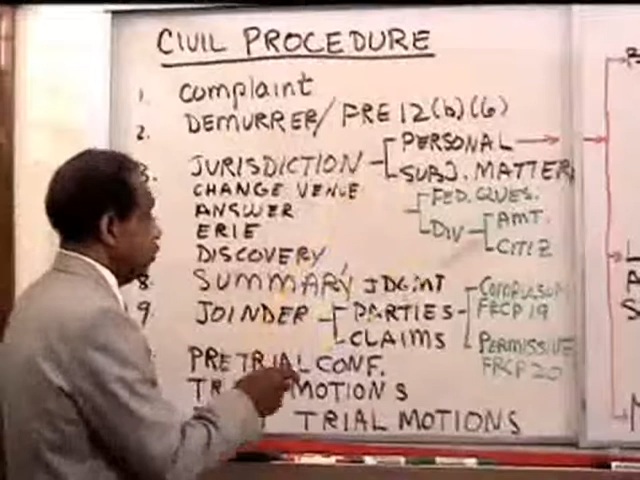 CIVIL PROCEDURE
1. Complaint
2. DEMURRER/ FRE 12(b)(6)
3. JURISDICTION PERSONAL
SUBJ. MATTER
CHANGE VENUE FED. QUES.
ANSWER DIV AMT.
ERIE CITIZ
DISCOVERY
8. SUMMARY JDGMT
9 JOINDER PARTIES COMPULSORY FRCP 19
CLAIMS PERMISSIVE FRCP 20
PRETRIAL CONF.
MOTIONS
TRIAL MOTIONS